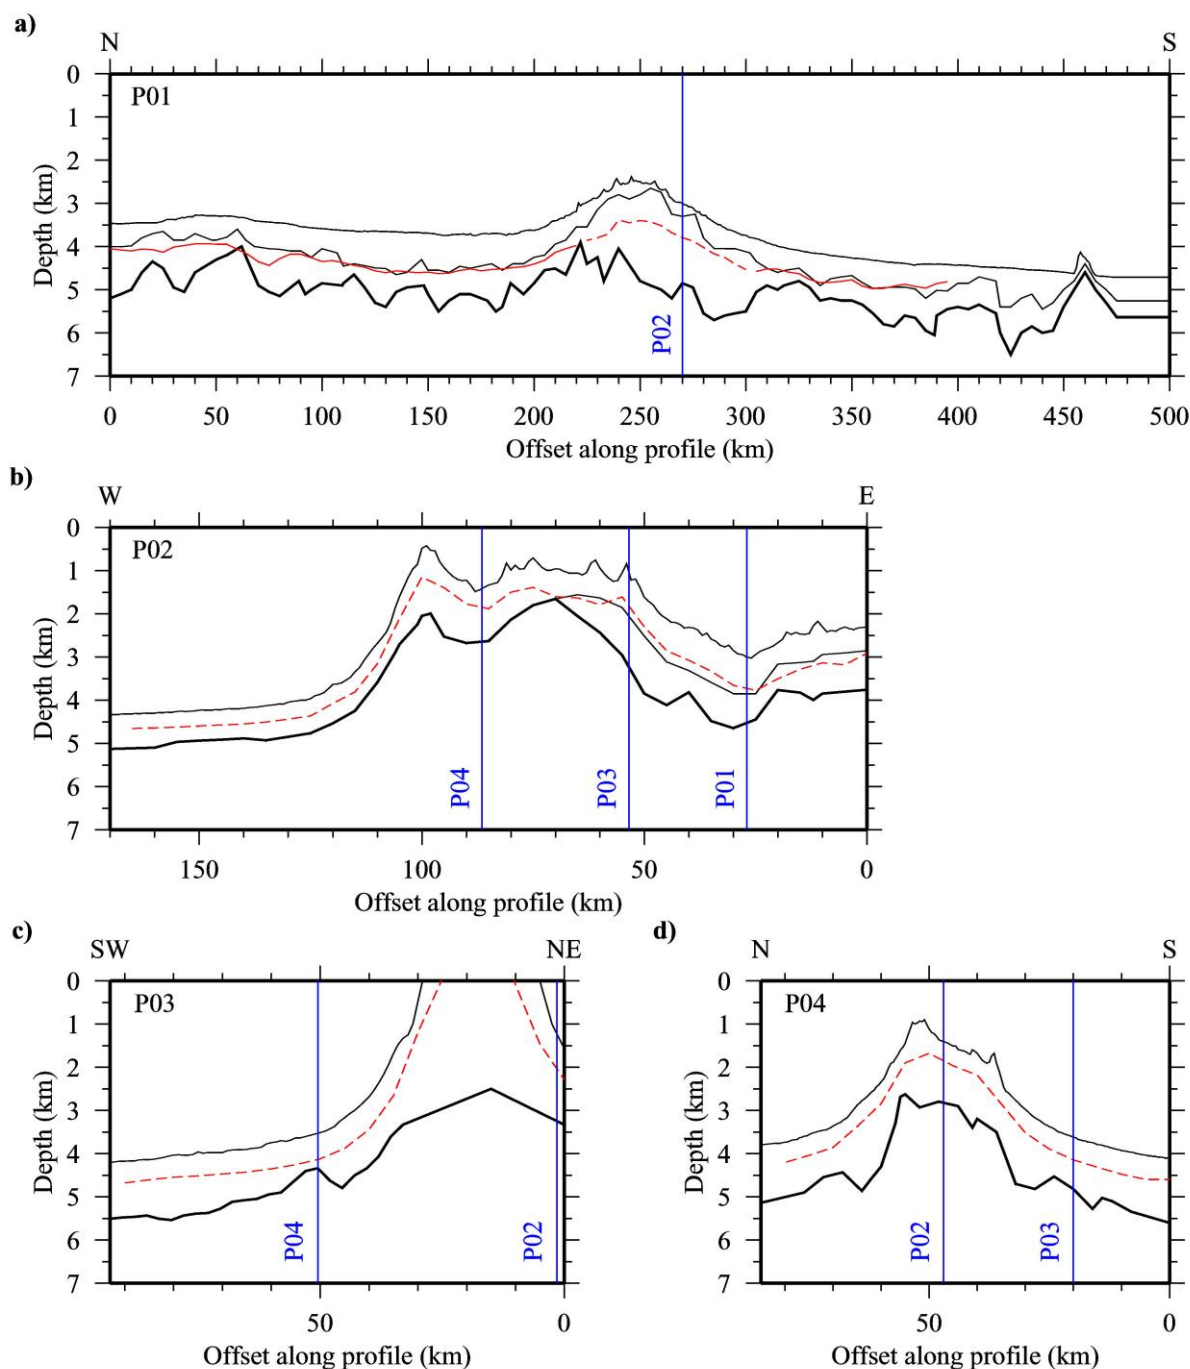 a)
N S
P01
0
1
2
3
4
5
6
7
Depth (km)
P02
0 50 100 150 200 250 300 350 400 450 500
Offset along profile (km)
b)
W E
P02
0
1
2
3
4
5
6
7
Depth (km)
P04 P03 P01
150 100 50 0
Offset along profile (km)
c)
SW NE
P03
0
1
2
3
4
5
6
7
Depth (km)
P04 P02
50 0
Offset along profile (km)
d)
N S
P04
0
1
2
3
4
5
6
7
Depth (km)
P02 P03
50 0
Offset along profile (km)